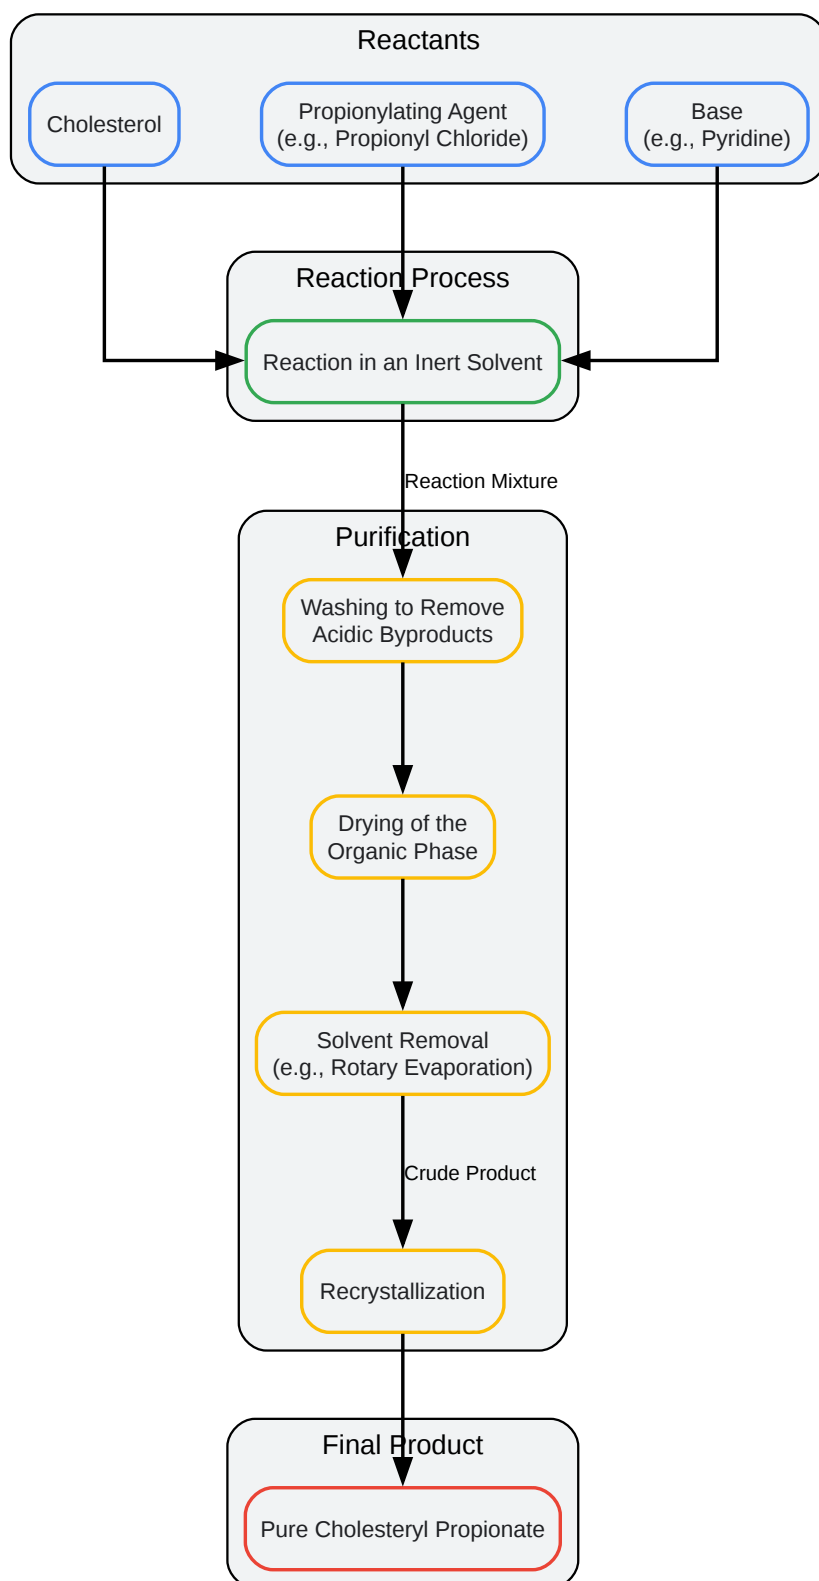 Reactants
Cholesterol
Propionylating Agent
(e.g., Propionyl Chloride)
Base
(e.g., Pyridine)
Reaction Process
Reaction in an Inert Solvent
Reaction Mixture
Purification
Washing to Remove
Acidic Byproducts
Drying of the
Organic Phase
Solvent Removal
(e.g., Rotary Evaporation)
Crude Product
Recrystallization
Final Product
Pure Cholesteryl Propionate